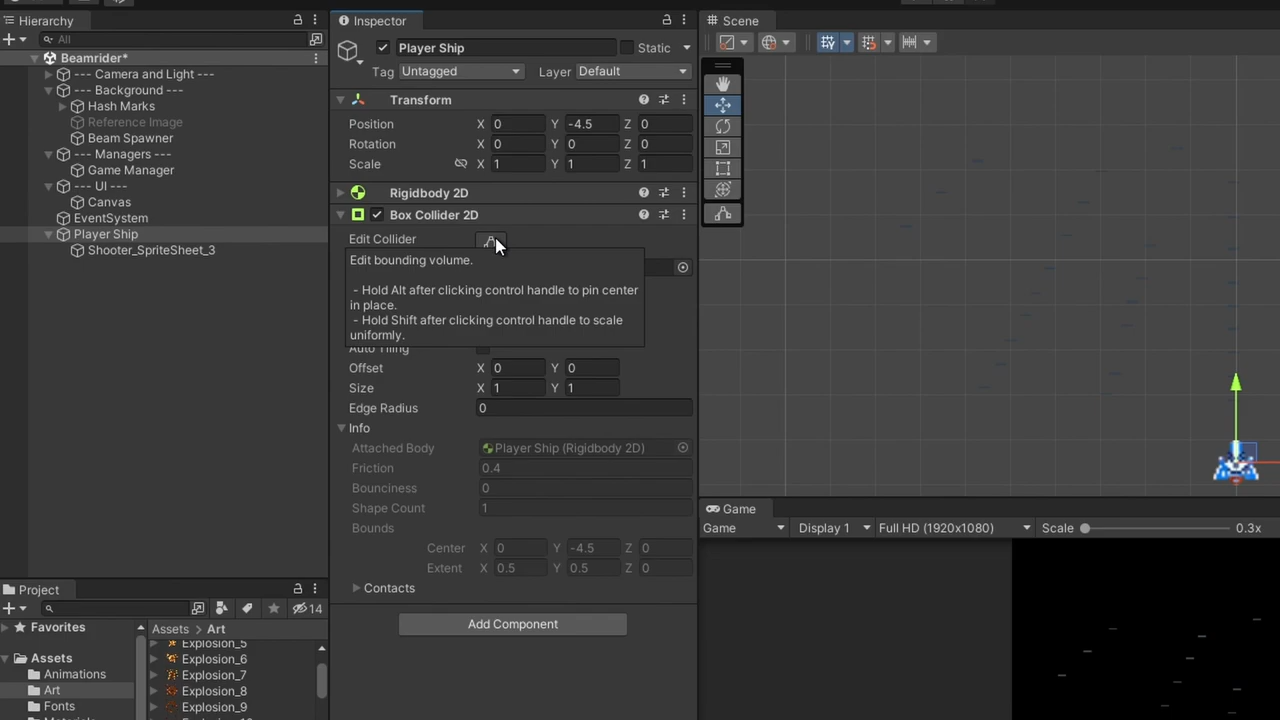 Hierarchy
All
Beamrider*
--- Camera and Light ---
--- Background ---
Hash Marks
Reference Image
Beam Spawner
--- Managers ---
Game Manager
--- UI ---
Canvas
EventSystem
Player Ship
Shooter_SpriteSheet_3
Inspector
Player Ship
Static
Tag Untagged Layer Default
Transform
Position X 0 Y -4.5 Z 0
Rotation X 0 Y 0 Z 0
Scale X 1 Y 1 Z 1
Rigidbody 2D
Box Collider 2D
Edit Collider
Edit bounding volume.
- Hold Alt after clicking control handle to pin center
in place.
- Hold Shift after clicking control handle to scale
uniformly.
Auto Tiling
Offset X 0 Y 0
Size X 1 Y 1
Edge Radius 0
Info
Attached Body Player Ship (Rigidbody 2D)
Friction 0.4
Bounciness 0
Shape Count 1
Bounds
Center X 0 Y -4.5 Z 0
Extent X 0.5 Y 0.5 Z 0
Contacts
Add Component
Scene
Game
Game Display 1 Full HD (1920x1080) Scale 0.3x
Project
14
Favorites
Assets
Animations
Art
Fonts
Assets > Art
Explosion_5
Explosion_6
Explosion_7
Explosion_8
Explosion_9